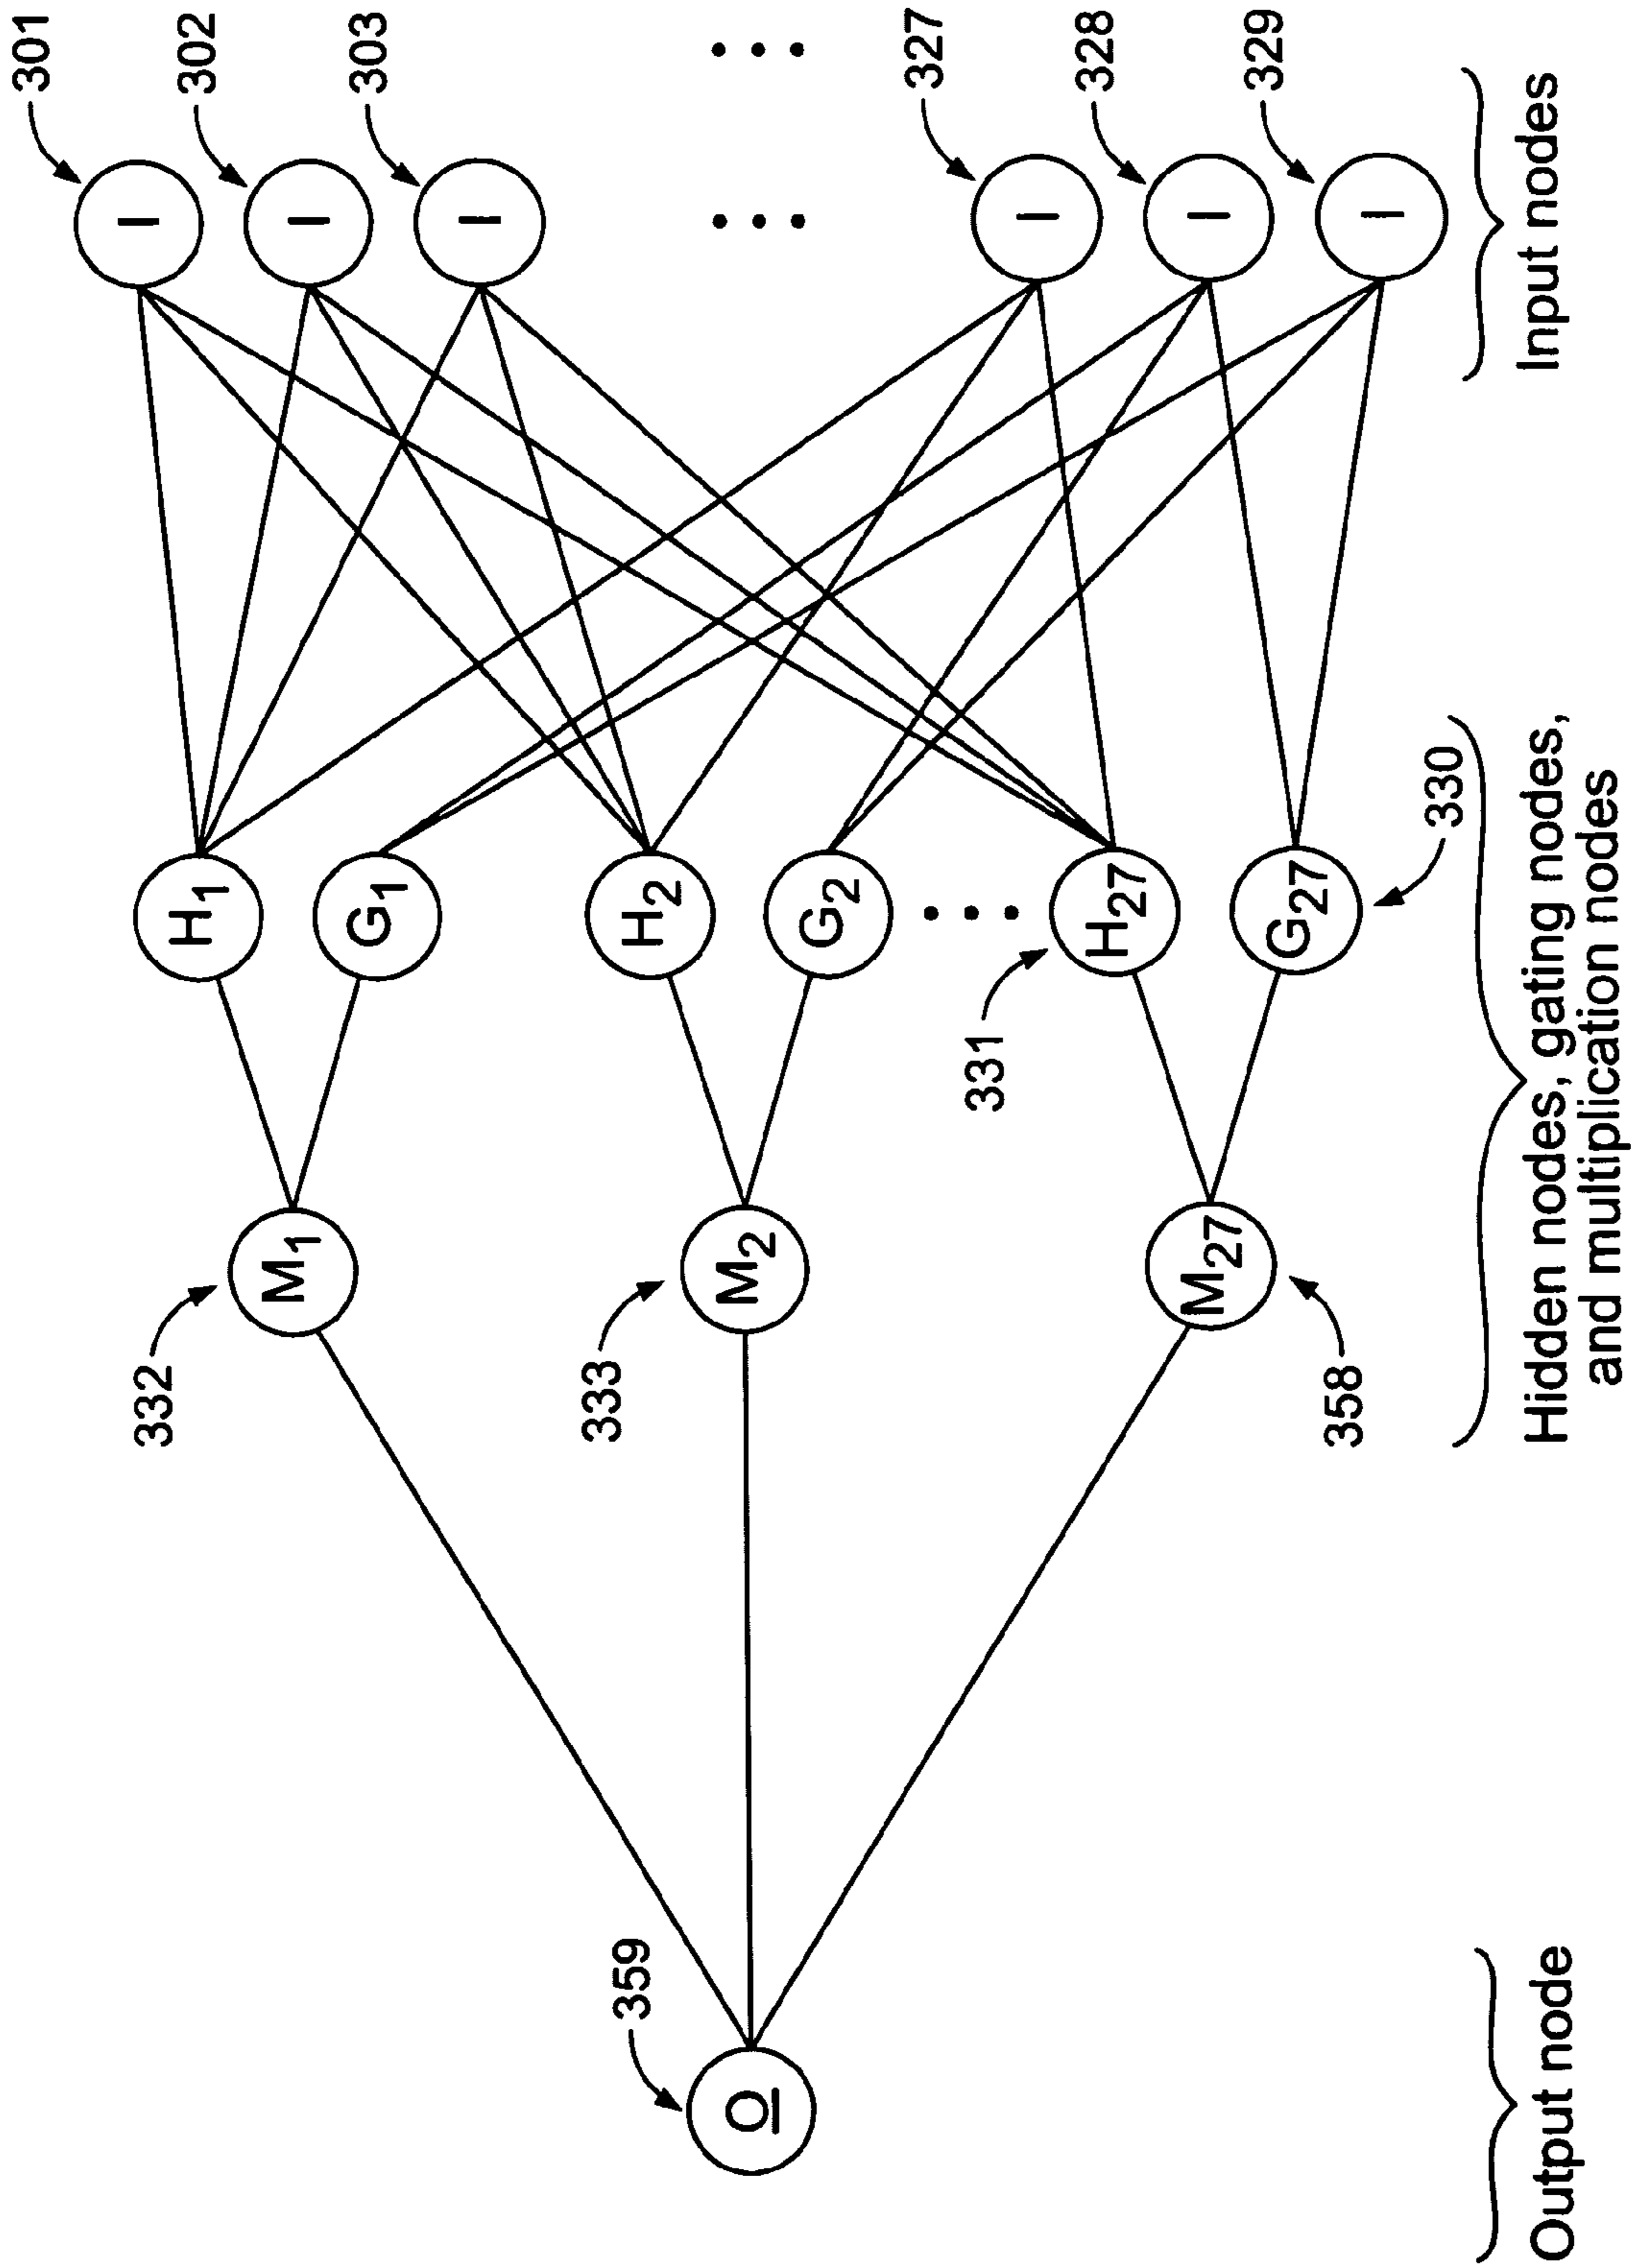 301
302
303
327
328
329
I
I
I
I
I
I
Input nodes
H1
G1
H2
G2
H27
G27
331
330
M1
M2
M27
332
333
358
Hidden nodes, gating nodes,
and multiplication nodes
359
O
Output node